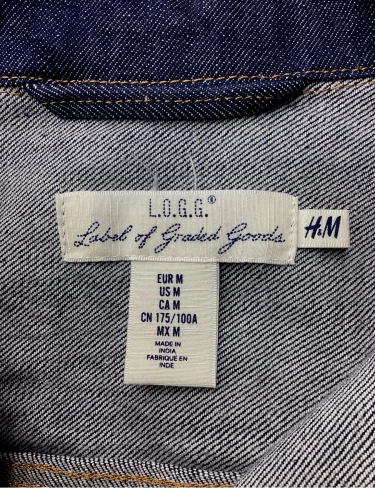 L.O.G.G.®
Label of Graded Goods
H&M
EUR M
US M
CA M
CN 175/100A
MX M
MADE IN
INDIA
FABRIQUÉ EN
INDE